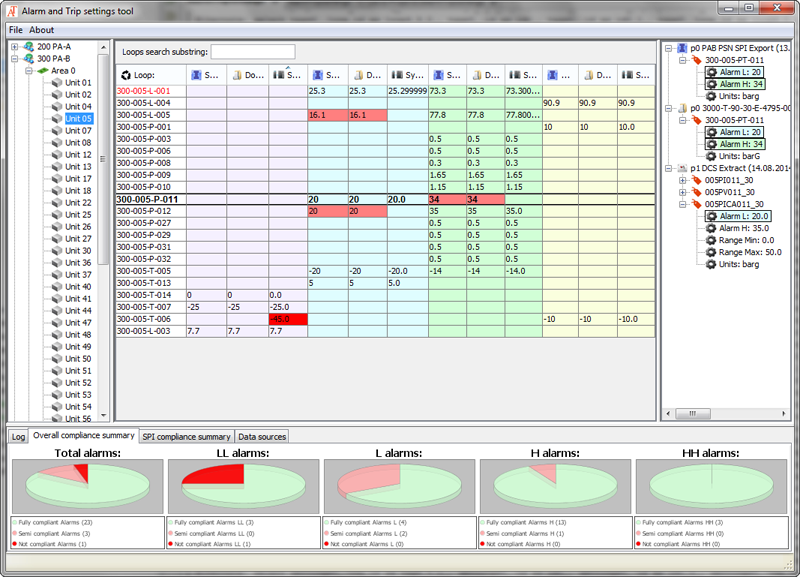 Alarm and Trip settings tool
File About
200 PA-A
300 PA-B
Area 0
Unit 01
Unit 02
Unit 04
Unit 05
Unit 07
Unit 08
Unit 12
Unit 13
Unit 17
Unit 18
Unit 22
Unit 25
Unit 26
Unit 27
Unit 30
Unit 36
Unit 37
Unit 40
Unit 41
Unit 44
Unit 47
Unit 48
Unit 49
Unit 50
Unit 51
Unit 52
Unit 53
Unit 54
Unit 56
Loops search substring:
Loop: S... Do... S... S... D... Sy... S... D... S... ... D... S...
300-005-L-001 25.3 25.3 25.299999 73.3 73.3 73.300...
300-005-L-004 90.9 90.9 90.9
300-005-L-005 16.1 16.1 77.8 77.8 77.800...
300-005-P-001 10 10 10.0
300-005-P-003 0.5 0.5 0.5
300-005-P-006 0.5 0.5 0.5
300-005-P-008 0.3 0.3 0.3
300-005-P-009 1.65 1.65 1.65
300-005-P-010 1.15 1.15 1.15
300-005-P-011 20 20 20.0 34 34
300-005-P-012 20 20 35 35 35.0
300-005-P-027 0.5 0.5 0.5
300-005-P-029 0.5 0.5 0.5
300-005-P-031 0.5 0.5 0.5
300-005-P-032 0.5 0.5 0.5
300-005-T-005 -20 -20 -20.0 -14 -14 -14.0
300-005-T-013 5 5 5.0
300-005-T-014 0 0 0.0
300-005-T-007 -25 -25 -25.0
300-005-T-006 -45.0 -10 -10 -10.0
300-005-L-003 7.7 7.7 7.7
p0 PAB PSN SPI Export (13.
300-005-PT-011
Alarm L: 20
Alarm H: 34
Units: barg
p0 3000-T-90-30-E-4795-00
300-005-PT-011
Alarm L: 20
Alarm H: 34
Units: barG
p1 DCS Extract (14.08.2014
005PI011_30
005PV011_30
005PICA011_30
Alarm L: 20.0
Alarm H: 35.0
Range Min: 0.0
Range Max: 50.0
Units: barg
Log Overall compliance summary SPI compliance summary Data sources
Total alarms:
Fully compliant Alarms (23)
Semi compliant Alarms (3)
Not compliant Alarms (1)
LL alarms:
Fully compliant Alarms LL (3)
Semi compliant Alarms LL (0)
Not compliant Alarms LL (1)
L alarms:
Fully compliant Alarms L (4)
Semi compliant Alarms L (2)
Not compliant Alarms L (0)
H alarms:
Fully compliant Alarms H (13)
Semi compliant Alarms H (1)
Not compliant Alarms H (0)
HH alarms:
Fully compliant Alarms HH (3)
Semi compliant Alarms HH (0)
Not compliant Alarms HH (0)